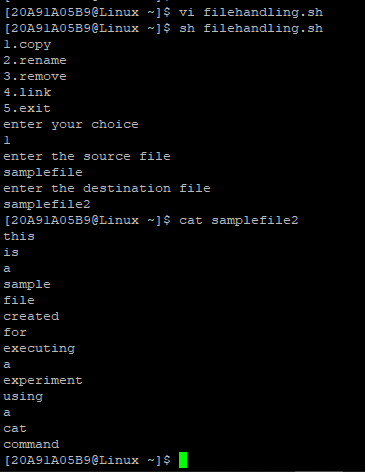 [20A91A05B9@Linux ~]$ vi filehandling.sh
[20A91A05B9@Linux ~]$ sh filehandling.sh
1.copy
2.rename
3.remove
4.link
5.exit
enter your choice
1
enter the source file
samplefile
enter the destination file
samplefile2
[20A91A05B9@Linux ~]$ cat samplefile2
this
is
a
sample
file
created
for
executing
a
experiment
using
a
cat
command
[20A91A05B9@Linux ~]$